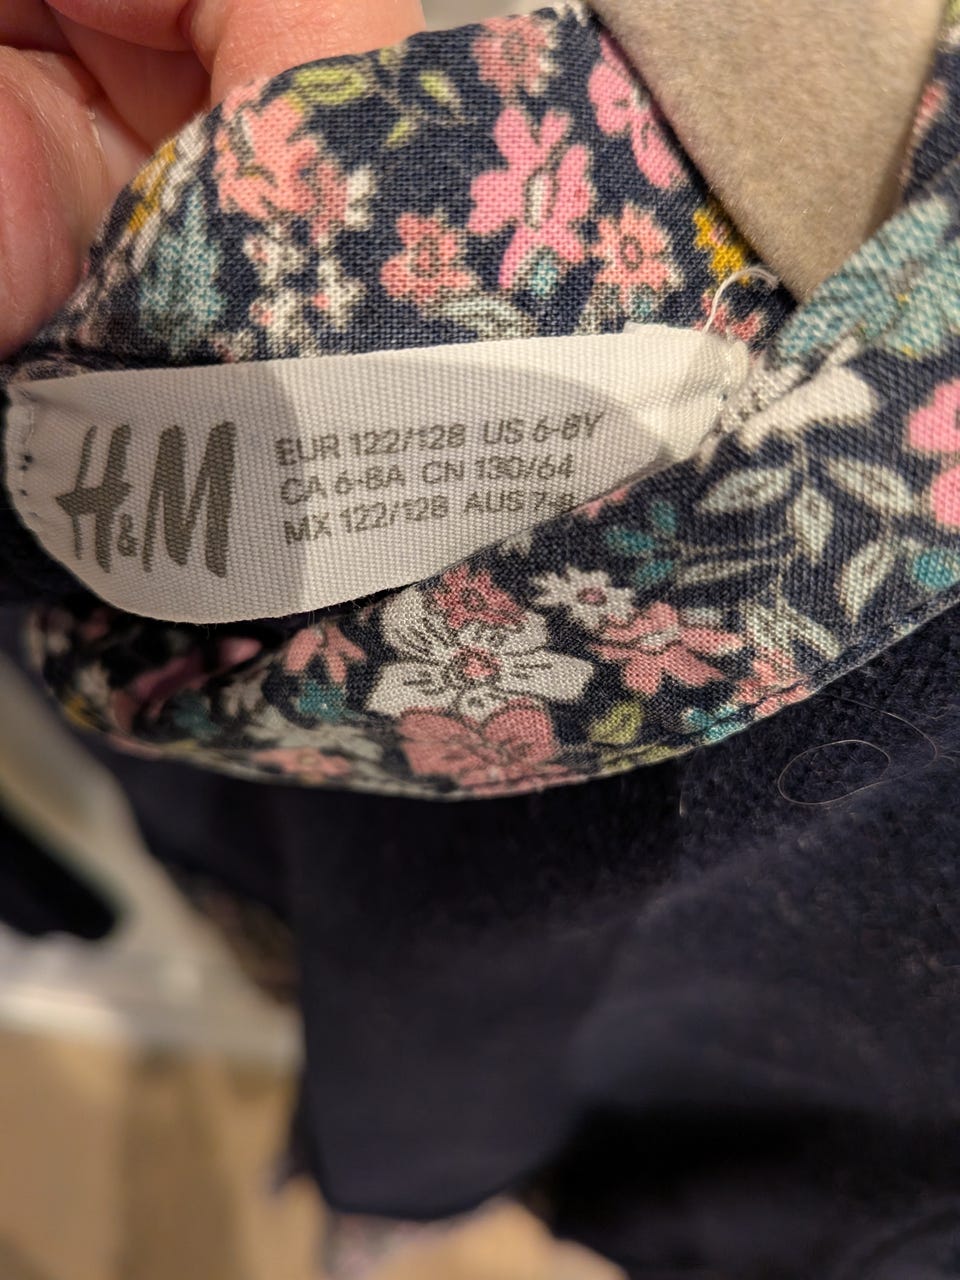 H&M
EUR 122/128 US 6-8Y
CA 6-8A CN 130/64
MX 122/128 AUS 7-8